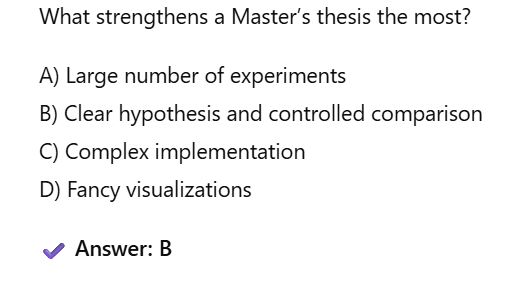 What strengthens a Master’s thesis the most?
A) Large number of experiments
B) Clear hypothesis and controlled comparison
C) Complex implementation
D) Fancy visualizations
✔ Answer: B